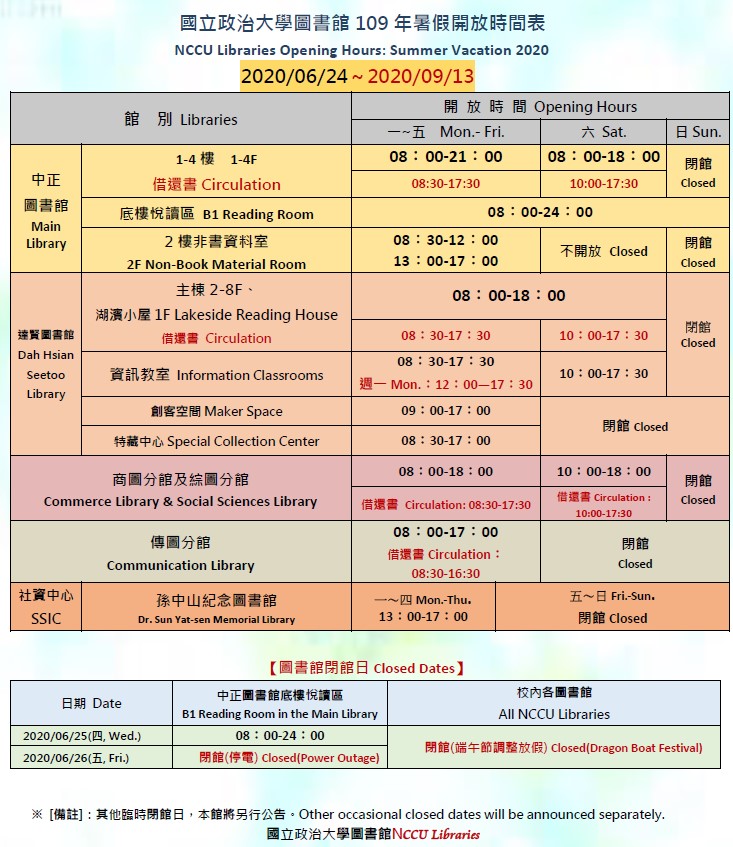 國立政治大學圖書館 109 年暑假開放時間表
NCCU Libraries Opening Hours: Summer Vacation 2020
2020/06/24 ~ 2020/09/13
館 別 Libraries
開 放 時 間 Opening Hours
一~五 Mon.- Fri.
六 Sat.
日 Sun.
中正
圖書館
Main
Library
1-4 樓 1-4F
借還書 Circulation
08：00-21：00
08:30-17:30
08：00-18：00
10:00-17:30
閉館
Closed
底樓悅讀區 B1 Reading Room
08：00-24：00
2 樓非書資料室
2F Non-Book Material Room
08：30-12：00
13：00-17：00
不開放 Closed
閉館
Closed
達賢圖書館
Dah Hsian
Seetoo
Library
主棟 2-8F、
湖濱小屋 1F Lakeside Reading House
借還書 Circulation
08：00-18：00
08：30-17：30
10：00-17：30
閉館
Closed
資訊教室 Information Classrooms
08：30-17：30
週一 Mon.：12：00—17：30
10：00-17：30
創客空間 Maker Space
09：00-17：00
閉館 Closed
特藏中心 Special Collection Center
08：30-17：00
商圖分館及綜圖分館
Commerce Library & Social Sciences Library
08：00-18：00
借還書 Circulation: 08:30-17:30
10：00-18：00
借還書 Circulation :
10:00-17:30
閉館
Closed
傳圖分館
Communication Library
08：00-17：00
借還書 Circulation：
08:30-16:30
閉館
Closed
社資中心
SSIC
孫中山紀念圖書館
Dr. Sun Yat-sen Memorial Library
一～四 Mon.-Thu.
13：00-17：00
五～日 Fri.-Sun.
閉館 Closed
【圖書館閉館日 Closed Dates】
日期 Date
中正圖書館底樓悅讀區
B1 Reading Room in the Main Library
校內各圖書館
All NCCU Libraries
2020/06/25(四, Wed.)
08：00-24：00
閉館(端午節調整放假) Closed(Dragon Boat Festival)
2020/06/26(五, Fri.)
閉館(停電) Closed(Power Outage)
※ [備註]：其他臨時閉館日，本館將另行公告。Other occasional closed dates will be announced separately.
國立政治大學圖書館NCCU Libraries